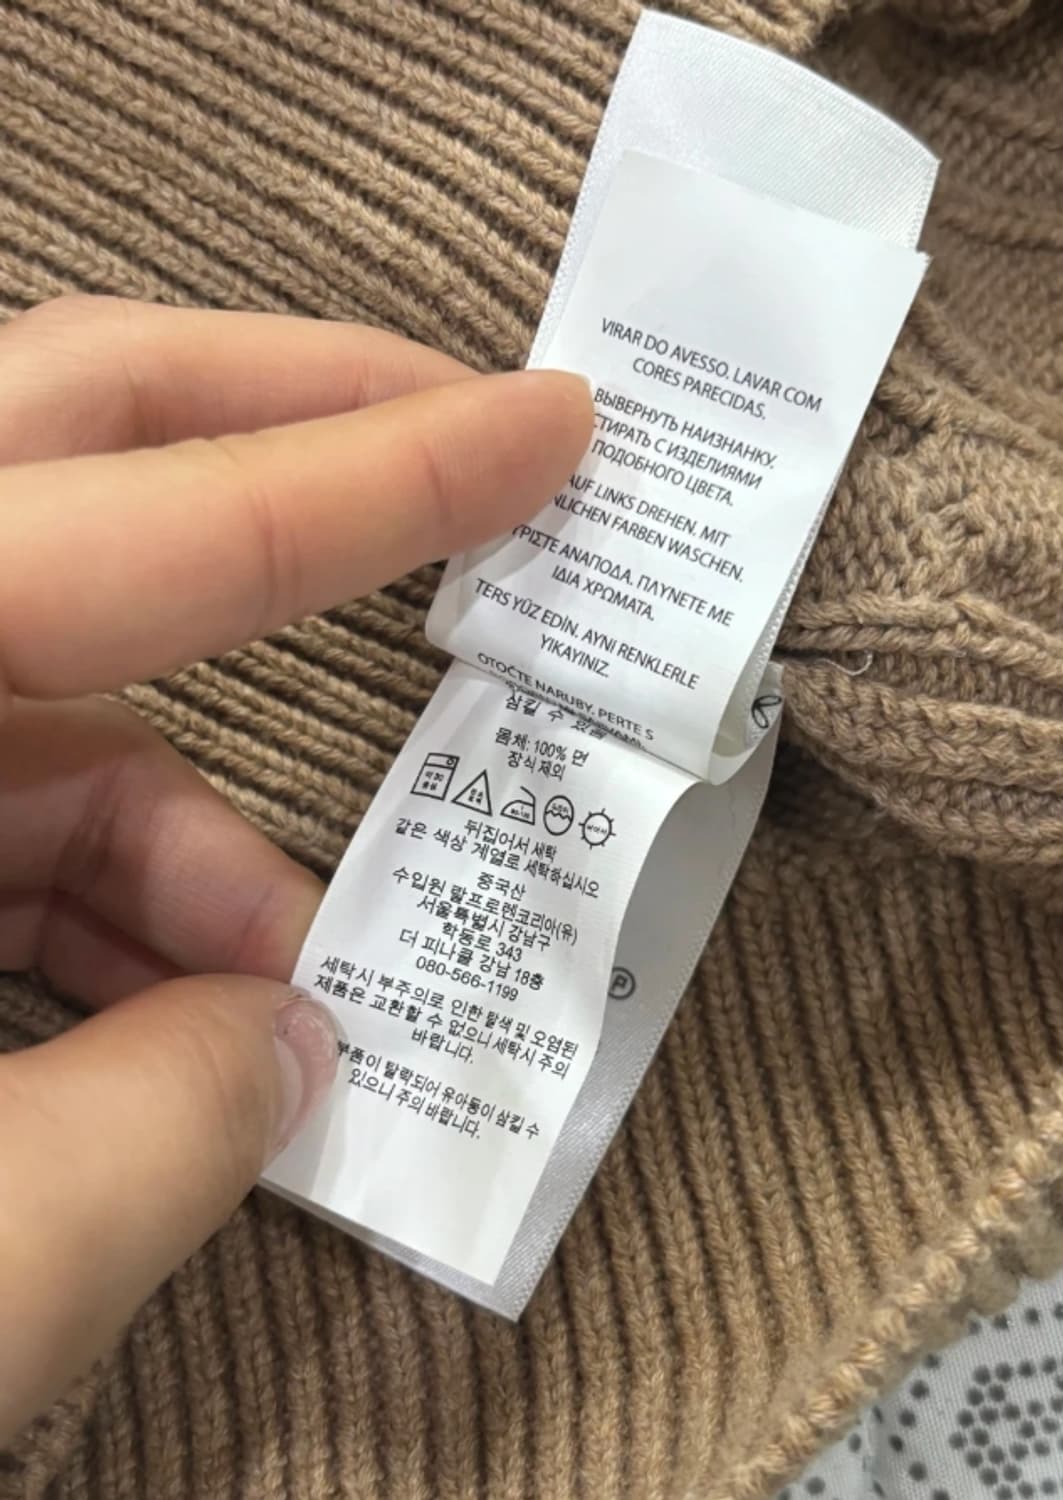 VIRAR DO AVESSO. LAVAR COM
CORES PARECIDAS.
ВЫВЕРНУТЬ НАИЗНАНКУ.
СТИРАТЬ С ИЗДЕЛИЯМИ
ПОДОБНОГО ЦВЕТА.
AUF LINKS DREHEN. MIT
NLICHEN FARBEN WASCHEN.
ΥΡΙΣΤΕ ΑΝΑΠΟΔΑ. ΠΛΥΝΕΤΕ ΜΕ
ΙΔΙΑ ΧΡΩΜΑΤΑ.
TERS YÜZ EDİN. AYNI RENKLERLE
YIKAYINIZ.
OTOČTE NARUBY. PERTE S
삼킬 수 있음
몸체: 100% 면
장식 제외
뒤집어서 세탁
같은 색상 계열로 세탁하십시오
중국산
수입원 랄프로렌코리아(유)
서울특별시 강남구
학동로 343
더 피나클 강남 18층
080-566-1199
세탁시 부주의로 인한 탈색 및 오염된
제품은 교환할 수 없으니 세탁시 주의
바랍니다.
부품이 탈락되어 유아동이 삼킬 수
있으니 주의 바랍니다.
P